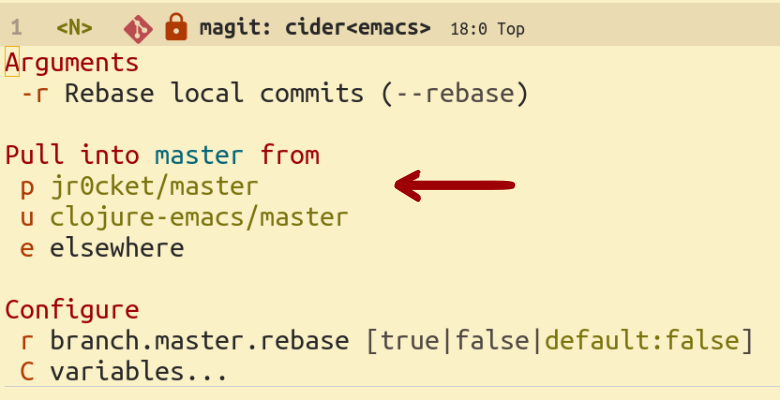 1 <N> magit: cider<emacs> 18:0 Top
Arguments
-r Rebase local commits (--rebase)
Pull into master from
p jr0cket/master
u clojure-emacs/master
e elsewhere
Configure
r branch.master.rebase [true|false|default:false]
C variables...